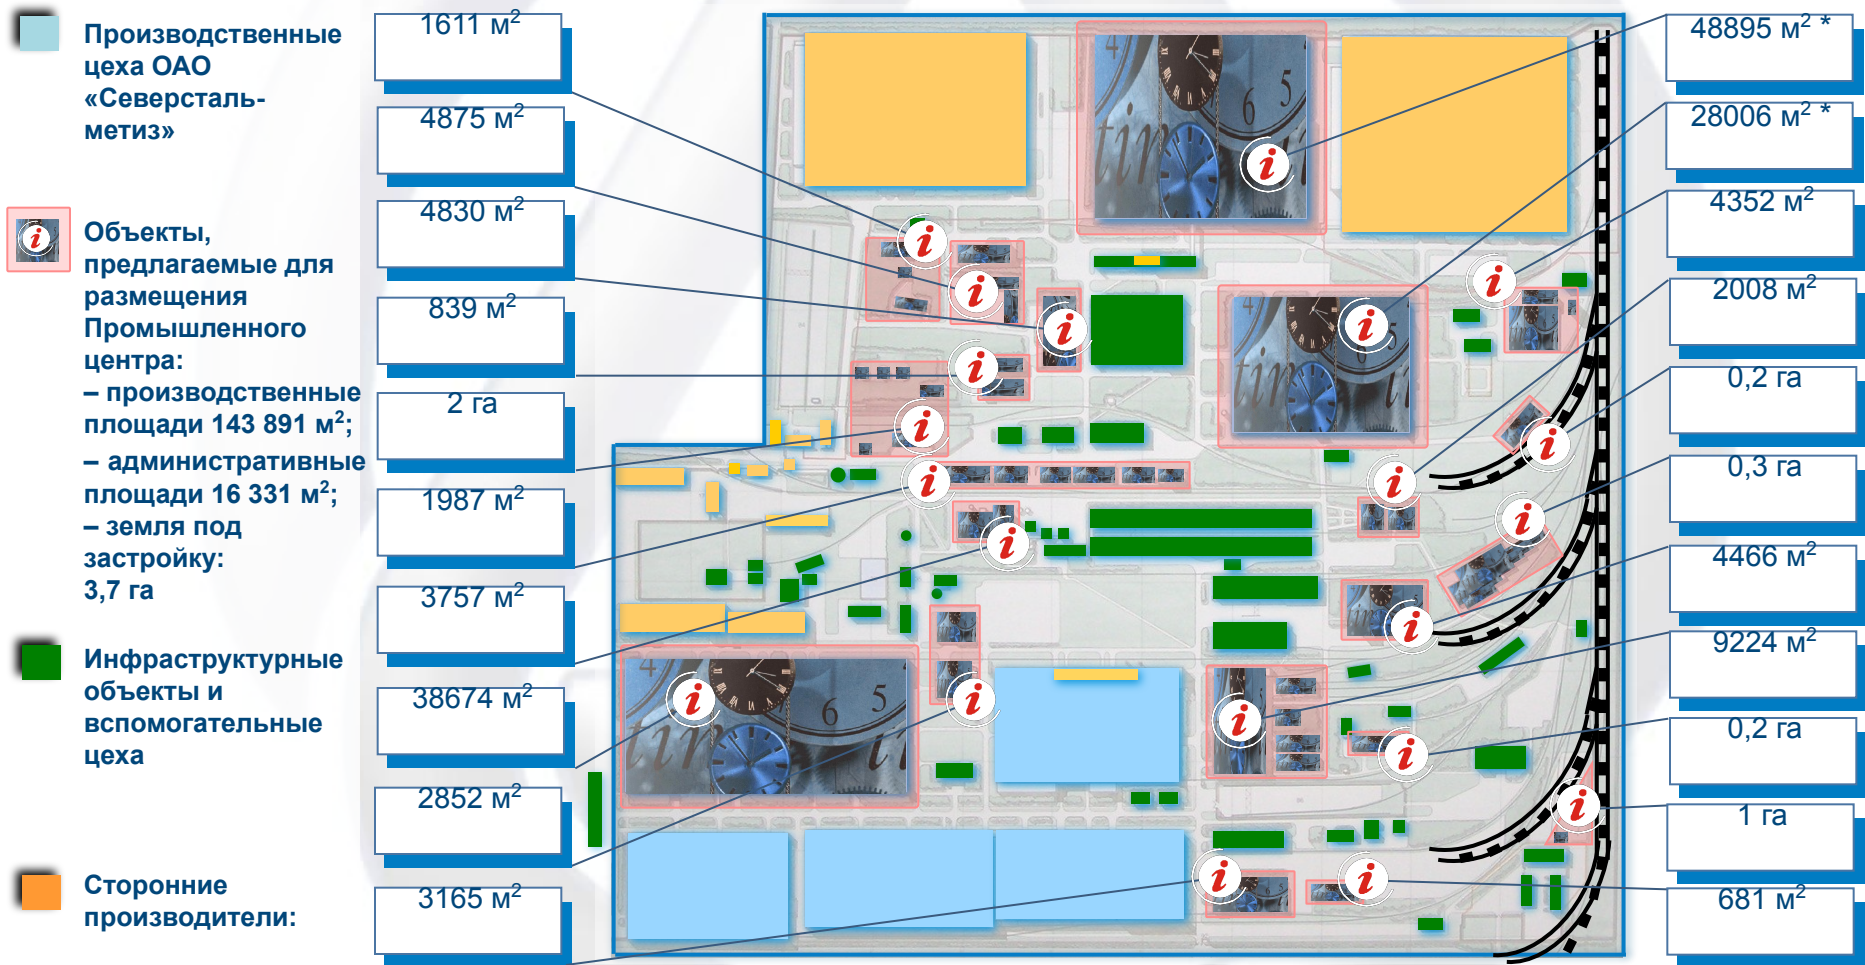 Производственные
цеха ОАО
«Северсталь-
метиз»
Объекты,
предлагаемые для
размещения
Промышленного
центра:
– производственные
площади 143 891 м²;
– административные
площади 16 331 м²;
– земля под
застройку:
3,7 га
Инфраструктурные
объекты и
вспомогательные
цеха
Сторонние
производители:
1611 м²
4875 м²
4830 м²
839 м²
2 га
1987 м²
3757 м²
38674 м²
2852 м²
3165 м²
48895 м² *
28006 м² *
4352 м²
2008 м²
0,2 га
0,3 га
4466 м²
9224 м²
0,2 га
1 га
681 м²